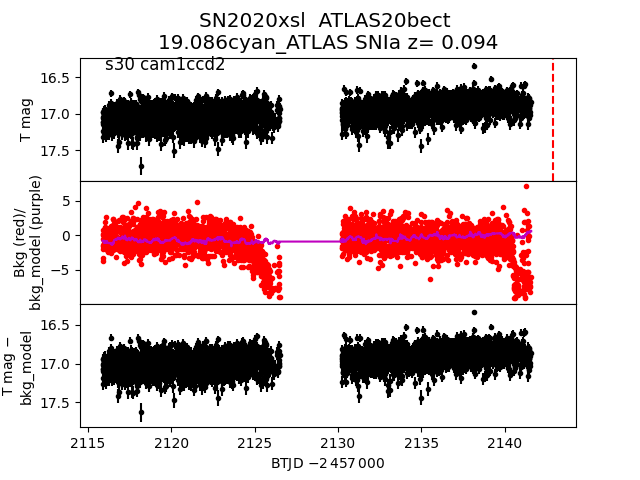 SN2020xsl ATLAS20bect
19.086cyan_ATLAS SNIa z= 0.094
s30 cam1ccd2
T mag
16.5
17.0
17.5
Bkg (red)/
bkg_model (purple)
5
0
−5
T mag −
bkg_model
16.5
17.0
17.5
2115 2120 2125 2130 2135 2140
BTJD −2 457 000